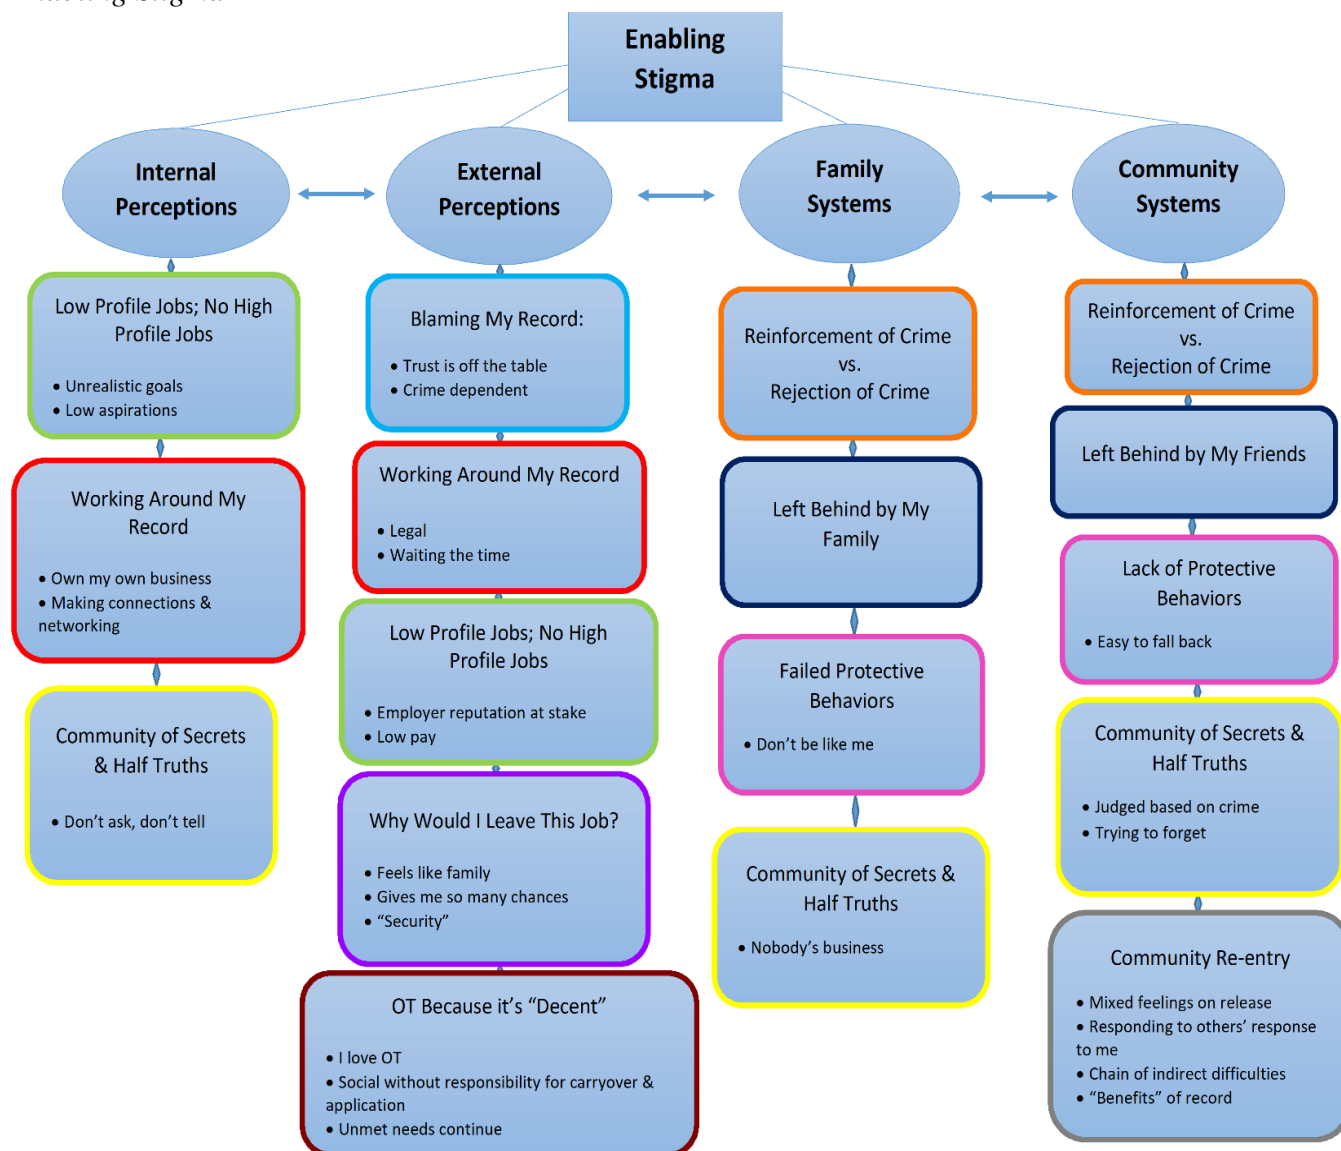 Enabling Stigma
Enabling
Stigma
Internal
Perceptions
External
Perceptions
Family
Systems
Community
Systems
Low Profile Jobs; No High
Profile Jobs
• Unrealistic goals
• Low aspirations
Working Around My
Record
• Own my own business
• Making connections &
networking
Community of Secrets
& Half Truths
• Don’t ask, don’t tell
Blaming My Record:
• Trust is off the table
• Crime dependent
Working Around My Record
• Legal
• Waiting the time
Low Profile Jobs; No High
Profile Jobs
• Employer reputation at stake
• Low pay
Why Would I Leave This Job?
• Feels like family
• Gives me so many chances
• “Security”
OT Because it’s “Decent”
• I love OT
• Social without responsibility for carryover &
application
• Unmet needs continue
Reinforcement of Crime
vs.
Rejection of Crime
Left Behind by My
Family
Failed Protective
Behaviors
• Don’t be like me
Community of Secrets &
Half Truths
• Nobody’s business
Reinforcement of Crime
vs.
Rejection of Crime
Left Behind by My Friends
Lack of Protective
Behaviors
• Easy to fall back
Community of Secrets &
Half Truths
• Judged based on crime
• Trying to forget
Community Re-entry
• Mixed feelings on release
• Responding to others’ response
to me
• Chain of indirect difficulties
• “Benefits” of record